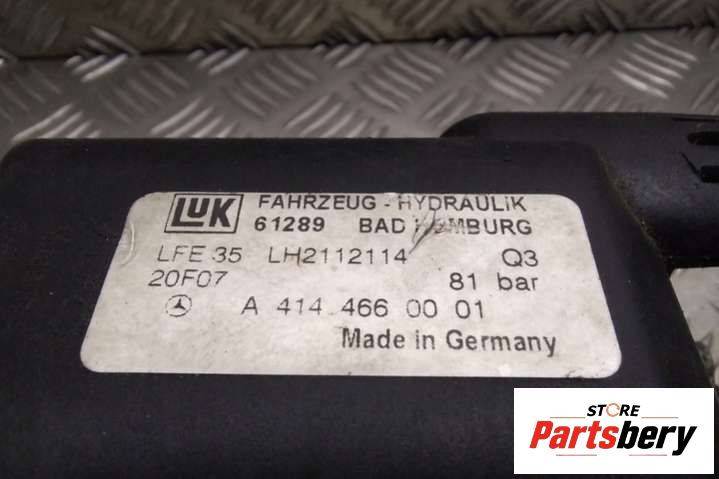 LuK FAHRZEUG - HYDRAULIK
61289 BAD HOMBURG
LFE 35 LH2112114 Q3
20F07 81 bar
A 414 466 00 01
Made in Germany
STORE
Partsbery